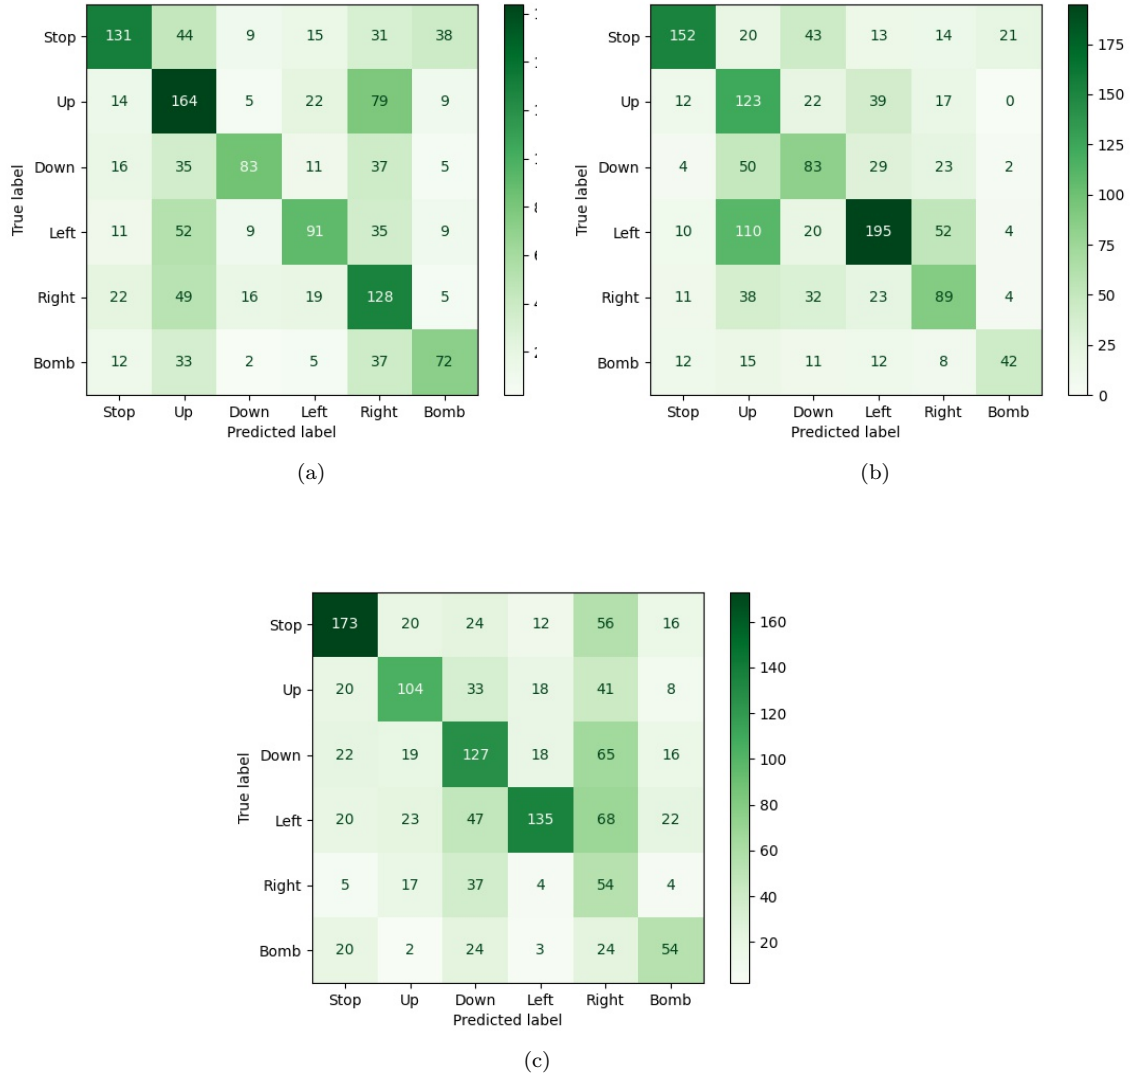 Stop 131 44 9 15 31 38
Up 14 164 5 22 79 9
Down 16 35 83 11 37 5
Left 11 52 9 91 35 9
Right 22 49 16 19 128 5
Bomb 12 33 2 5 37 72
Stop Up Down Left Right Bomb
Predicted label
True label
(a)
Stop 152 20 43 13 14 21
Up 12 123 22 39 17 0
Down 4 50 83 29 23 2
Left 10 110 20 195 52 4
Right 11 38 32 23 89 4
Bomb 12 15 11 12 8 42
Stop Up Down Left Right Bomb
Predicted label
True label
175
150
125
100
75
50
25
0
(b)
Stop 173 20 24 12 56 16
Up 20 104 33 18 41 8
Down 22 19 127 18 65 16
Left 20 23 47 135 68 22
Right 5 17 37 4 54 4
Bomb 20 2 24 3 24 54
Stop Up Down Left Right Bomb
Predicted label
True label
160
140
120
100
80
60
40
20
(c)